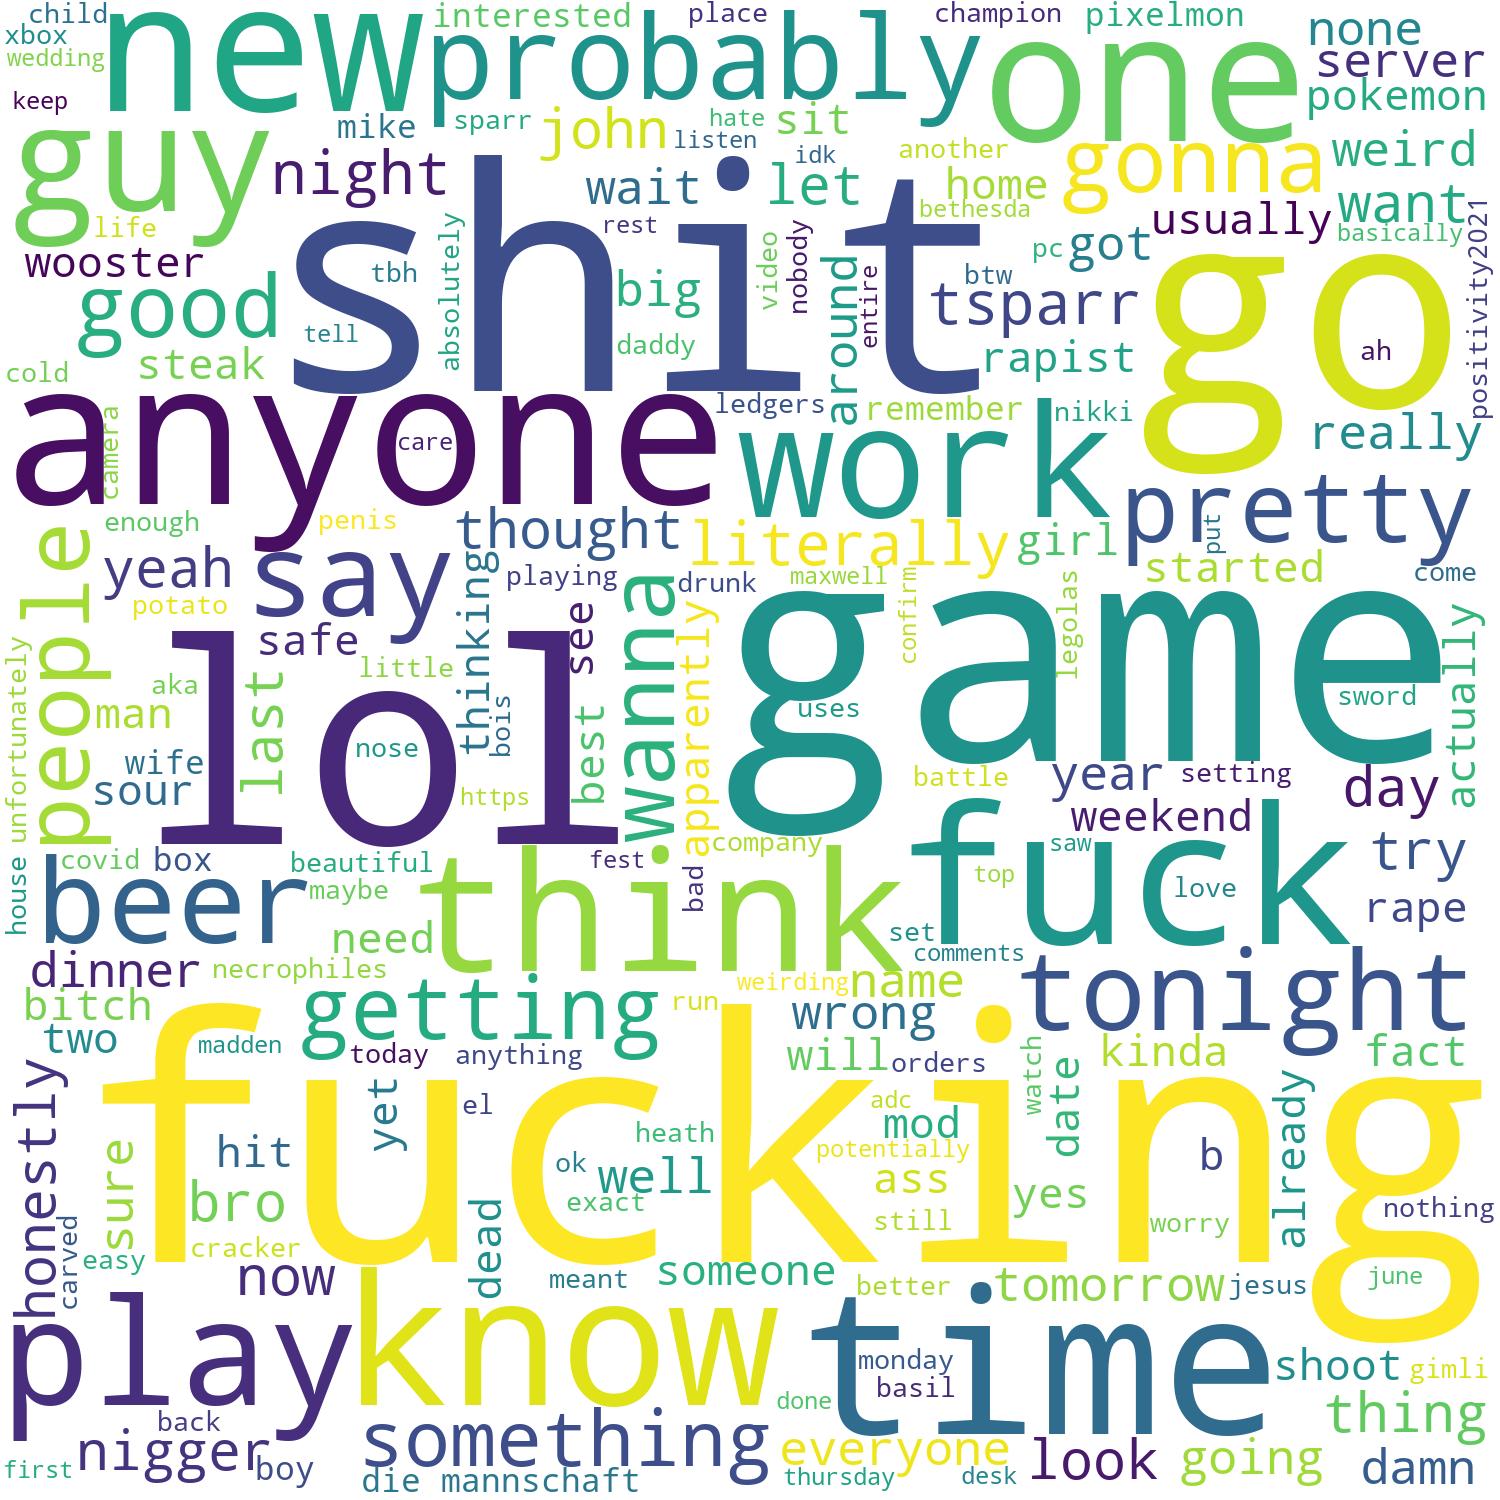 child
new
probably
interested
place
one
champion
pixelmon
none
xbox
wedding
server
keep
guy
mike
sparr
john
listen
hate
sit
pokemon
night
shit
wait
let
idk
another
home
gonna
weird
bethesda
want
life
rest
usually
basically
positivity2021
wooster
good
tbh
absolutely
big
video
nobody
around
entire
btw
pc
got
go
tsparr
tell
daddy
rapist
ah
cold
steak
anyone
care
camera
ledgers
remember
work
nikki
really
enough
penis
thought
literally
girl
pretty
put
people
yeah
say
thinking
playing
drunk
maxwell
confirm
started
come
potato
safe
see
wanna
game
legolas
actually
unfortunately
aka
little
lol
apparently
uses
sword
man
last
nose
bois
best
wife
sour
https
battle
year
setting
day
weekend
house
covid
box
beautiful
fest
company
fuck
saw
try
beer
maybe
think
bad
top
love
rape
need
set
comments
dinner
necrophiles
weirding
name
tonight
bitch
getting
run
wrong
two
madden
today
anything
will
orders
watch
date
kinda
fact
honestly
fucking
yet
el
adc
mod
already
sure
hit
heath
potentially
b
ok
well
ass
yes
bro
exact
still
worry
nothing
carved
easy
cracker
dead
now
meant
someone
better
tomorrow
jesus
june
play
know
time
monday
basil
shoot
gimli
done
back
something
everyone
thing
nigger
boy
look
going
damn
first
die mannschaft
thursday
desk